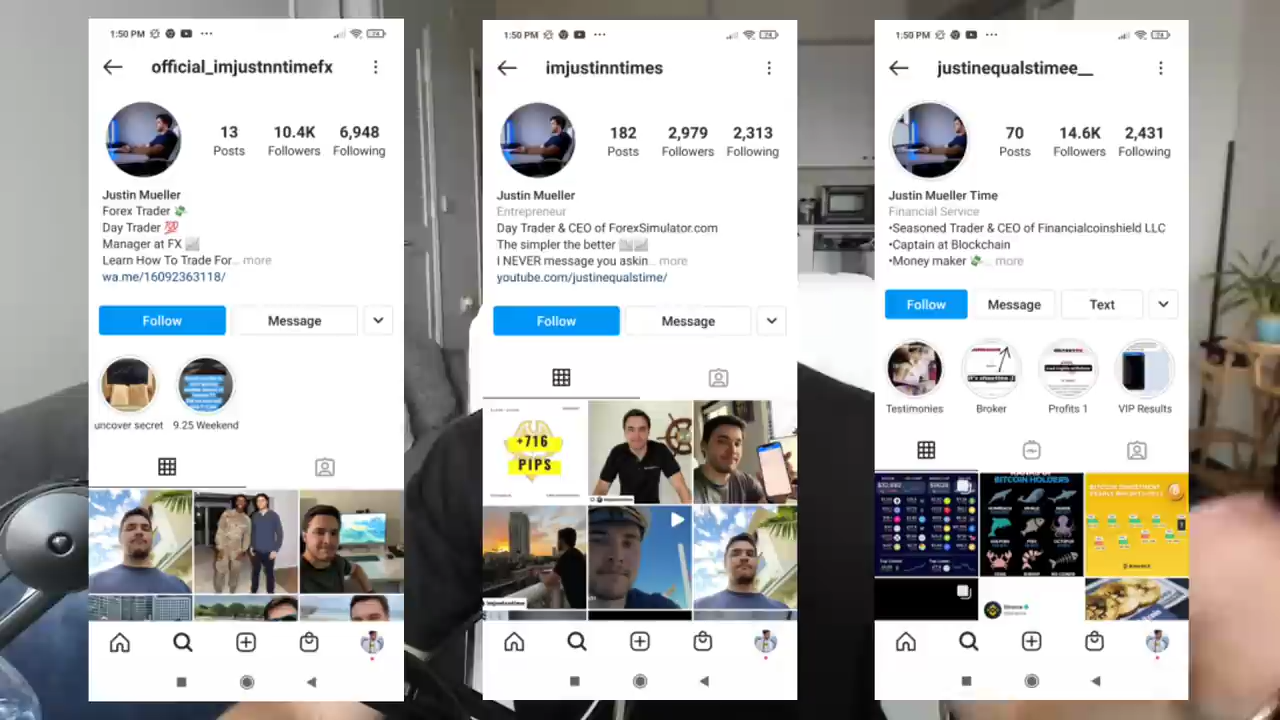 1:50 PM
74
official_imjustnntimefx
13
10.4K
6,948
Posts
Followers
Following
Justin Mueller
Forex Trader 💸
Day Trader 💯
Manager at FX 📈
Learn How To Trade For... more
wa.me/16092363118/
Follow
Message
uncover secret
9.25 Weekend
1:50 PM
74
imjustinntimes
182
2,979
2,313
Posts
Followers
Following
Justin Mueller
Entrepreneur
Day Trader & CEO of ForexSimulator.com
The simpler the better
I NEVER message you askin... more
youtube.com/justinequalstime/
Follow
Message
+716
PIPS
1:50 PM
74
justinequalstimee__
70
14.6K
2,431
Posts
Followers
Following
Justin Mueller Time
Financial Service
•Seasoned Trader & CEO of Financialcoinshield LLC
•Captain at Blockchain
•Money maker 💸... more
Follow
Message
Text
Testimonies
Broker
Profits 1
VIP Results
BITCOIN HOLDERS